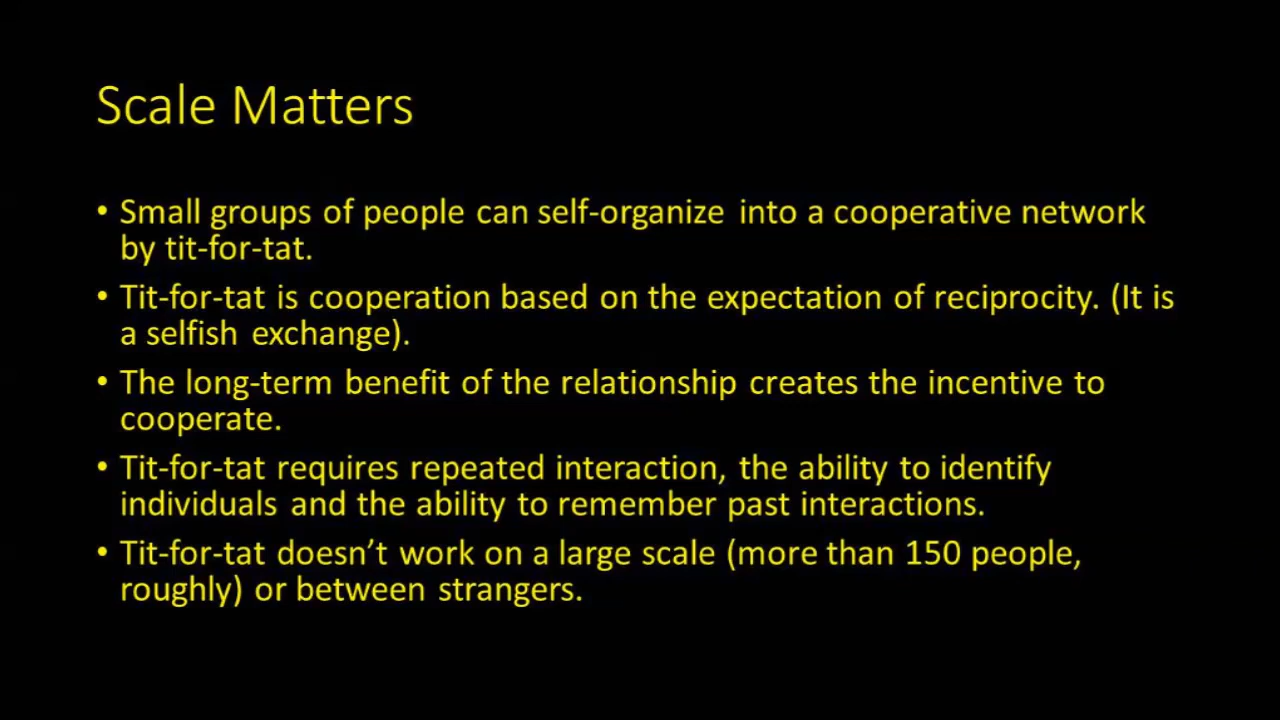 Scale Matters
• Small groups of people can self-organize into a cooperative network
by tit-for-tat.
• Tit-for-tat is cooperation based on the expectation of reciprocity. (It is
a selfish exchange).
• The long-term benefit of the relationship creates the incentive to
cooperate.
• Tit-for-tat requires repeated interaction, the ability to identify
individuals and the ability to remember past interactions.
• Tit-for-tat doesn’t work on a large scale (more than 150 people,
roughly) or between strangers.